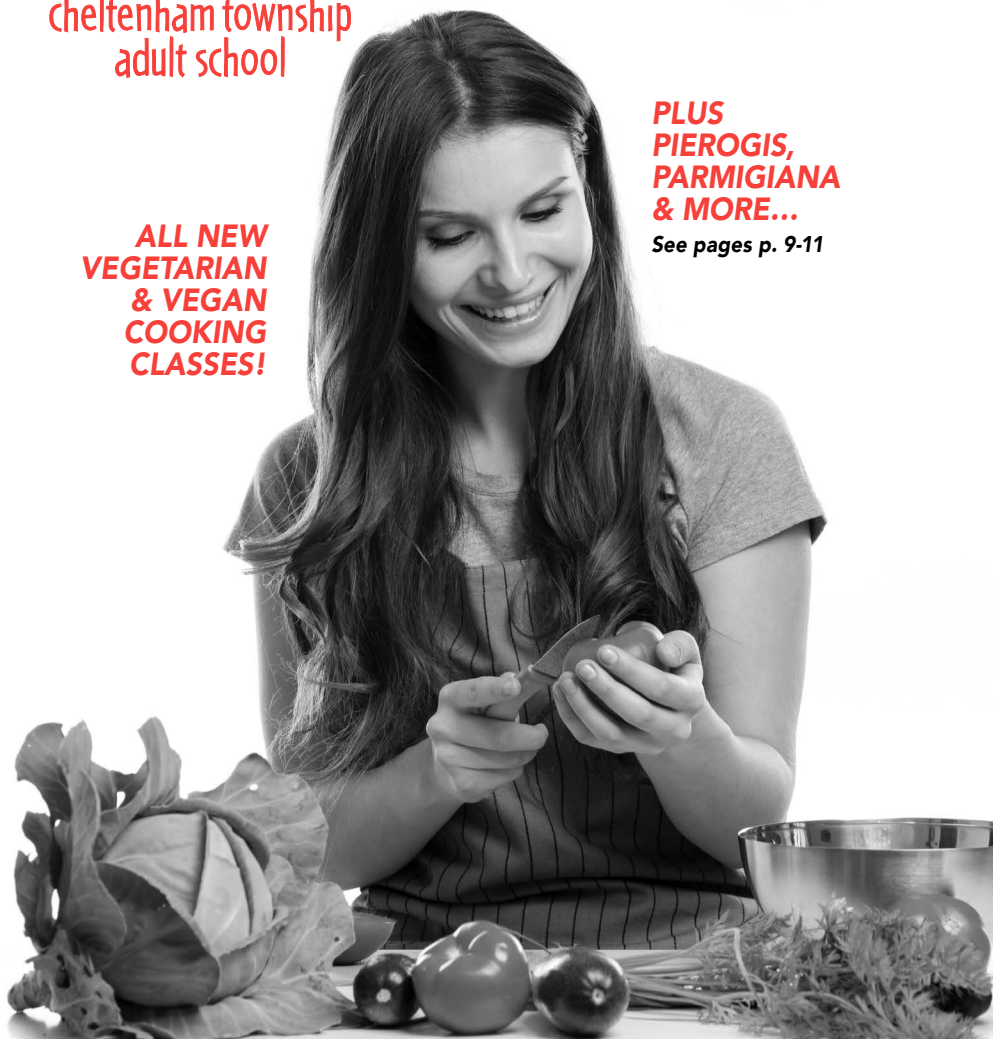 cheltenham township
adult school
ALL NEW
VEGETARIAN
& VEGAN
COOKING
CLASSES!
PLUS
PIEROGIS,
PARMIGIANA
& MORE...
See pages p. 9-11